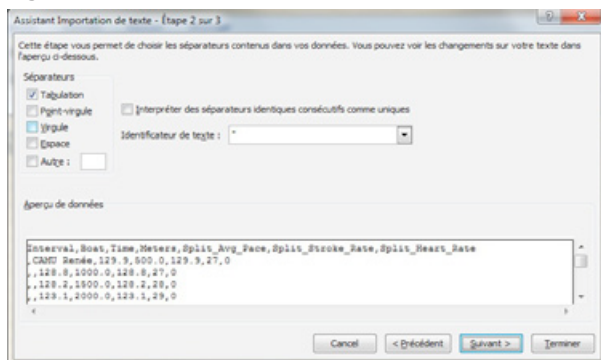 Assistant Importation de texte - Étape 2 sur 3
Cette étape vous permet de choisir les séparateurs contenus dans vos données. Vous pouvez voir les changements sur votre texte dans
l'aperçu ci-dessous.
Séparateurs
Tabulation
Point-virgule
Virgule
Espace
Autre :
Interpréter des séparateurs identiques consécutifs comme uniques
Identificateur de texte : "
Aperçu de données
Interval,Boat,Time,Meters,Split_Avg_Pace,Split_Stroke_Rate,Split_Heart_Rate
,CAMU Renée,129.9,500.0,129.9,27,0
,,128.8,1000.0,128.8,27,0
,,128.2,1500.0,128.2,28,0
,,123.1,2000.0,123.1,29,0
Cancel < Précédent Suivant > Terminer